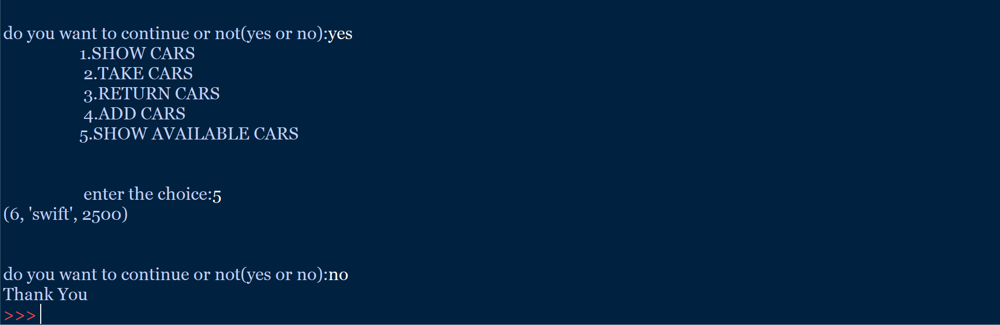 do you want to continue or not(yes or no):yes
1.SHOW CARS
2.TAKE CARS
3.RETURN CARS
4.ADD CARS
5.SHOW AVAILABLE CARS
enter the choice:5
(6, 'swift', 2500)
do you want to continue or not(yes or no):no
Thank You
>>>